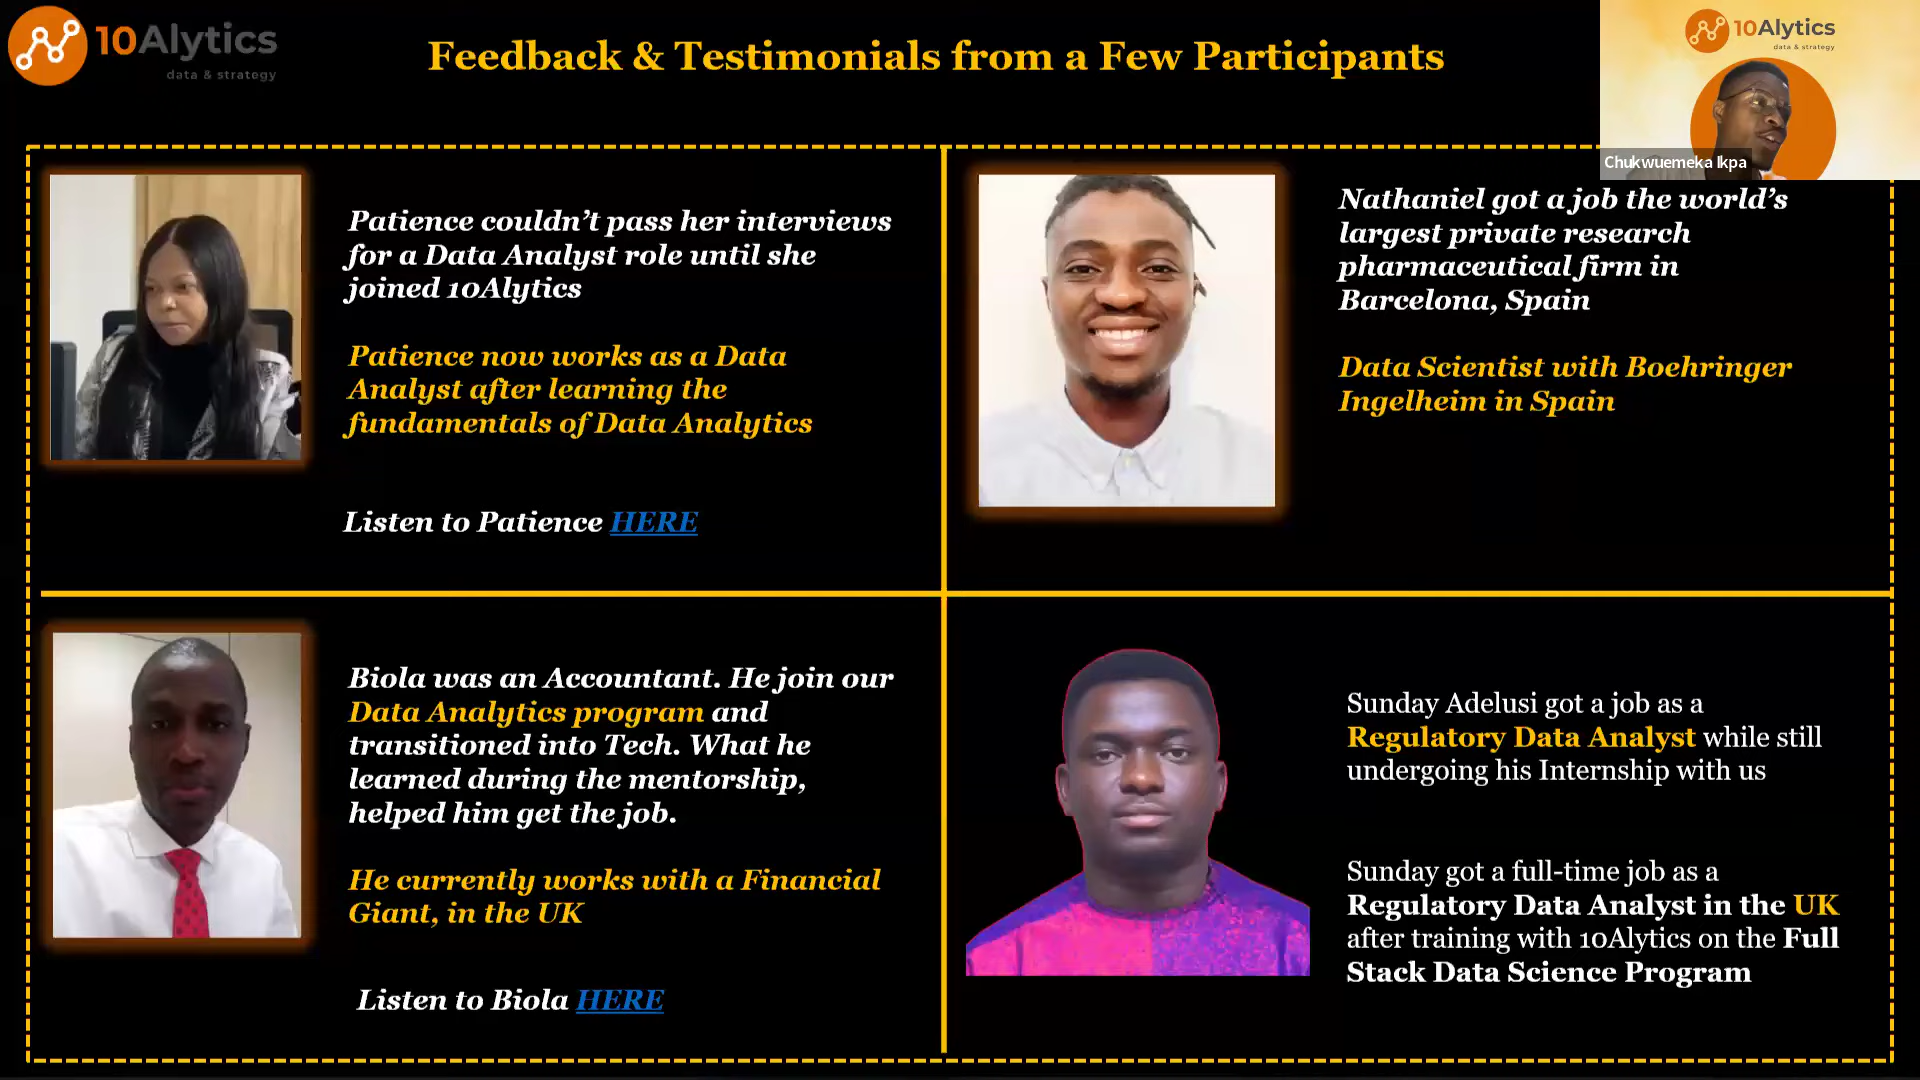 10Alytics
data & strategy
Feedback & Testimonials from a Few Participants
10Alytics
data & strategy
Chukwuemeka Ikpa
Patience couldn't pass her interviews
for a Data Analyst role until she
joined 10Alytics
Patience now works as a Data
Analyst after learning the
fundamentals of Data Analytics
Listen to Patience HERE
Nathaniel got a job the world's
largest private research
pharmaceutical firm in
Barcelona, Spain
Data Scientist with Boehringer
Ingelheim in Spain
Biola was an Accountant. He join our
Data Analytics program and
transitioned into Tech. What he
learned during the mentorship,
helped him get the job.
He currently works with a Financial
Giant, in the UK
Listen to Biola HERE
Sunday Adelusi got a job as a
Regulatory Data Analyst while still
undergoing his Internship with us
Sunday got a full-time job as a
Regulatory Data Analyst in the UK
after training with 10Alytics on the Full
Stack Data Science Program